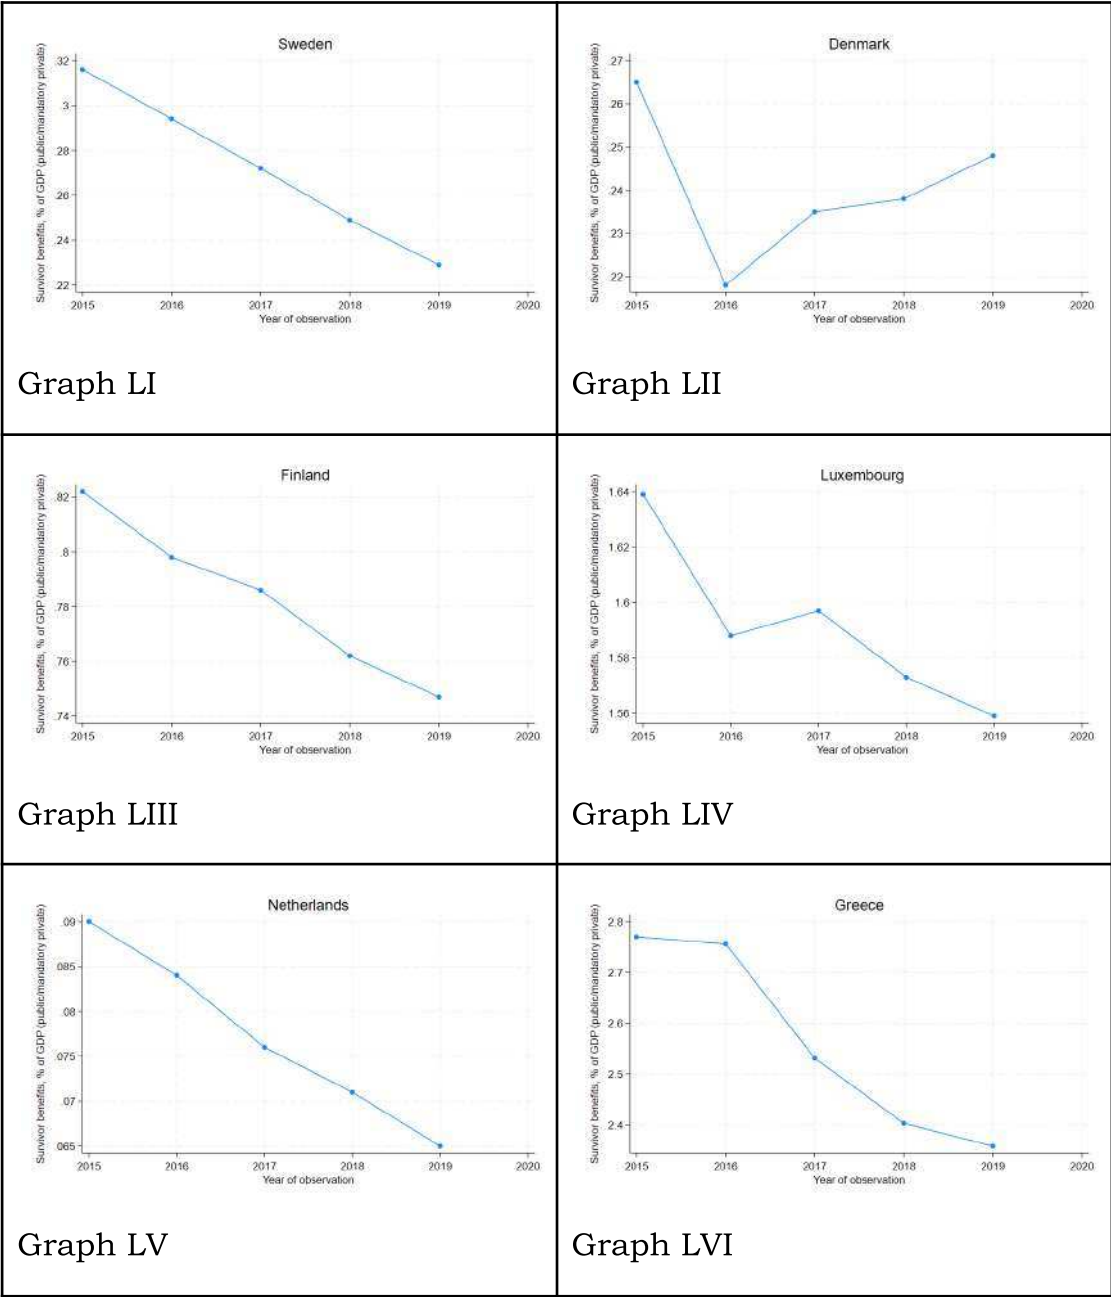 Sweden
Survivor benefits, % of GDP (public/mandatory private)
.32
.3
.28
.26
.24
.22
2015 2016 2017 2018 2019 2020
Year of observation
Graph LI
Denmark
Survivor benefits, % of GDP (public/mandatory private)
.27
.26
.25
.24
.23
.22
2015 2016 2017 2018 2019 2020
Year of observation
Graph LII
Finland
Survivor benefits, % of GDP (public/mandatory private)
.82
.8
.78
.76
.74
2015 2016 2017 2018 2019 2020
Year of observation
Graph LIII
Luxembourg
Survivor benefits, % of GDP (public/mandatory private)
1.64
1.62
1.6
1.58
1.56
2015 2016 2017 2018 2019 2020
Year of observation
Graph LIV
Netherlands
Survivor benefits, % of GDP (public/mandatory private)
.09
.085
.08
.075
.07
.065
2015 2016 2017 2018 2019 2020
Year of observation
Graph LV
Greece
Survivor benefits, % of GDP (public/mandatory private)
2.8
2.7
2.6
2.5
2.4
2015 2016 2017 2018 2019 2020
Year of observation
Graph LVI